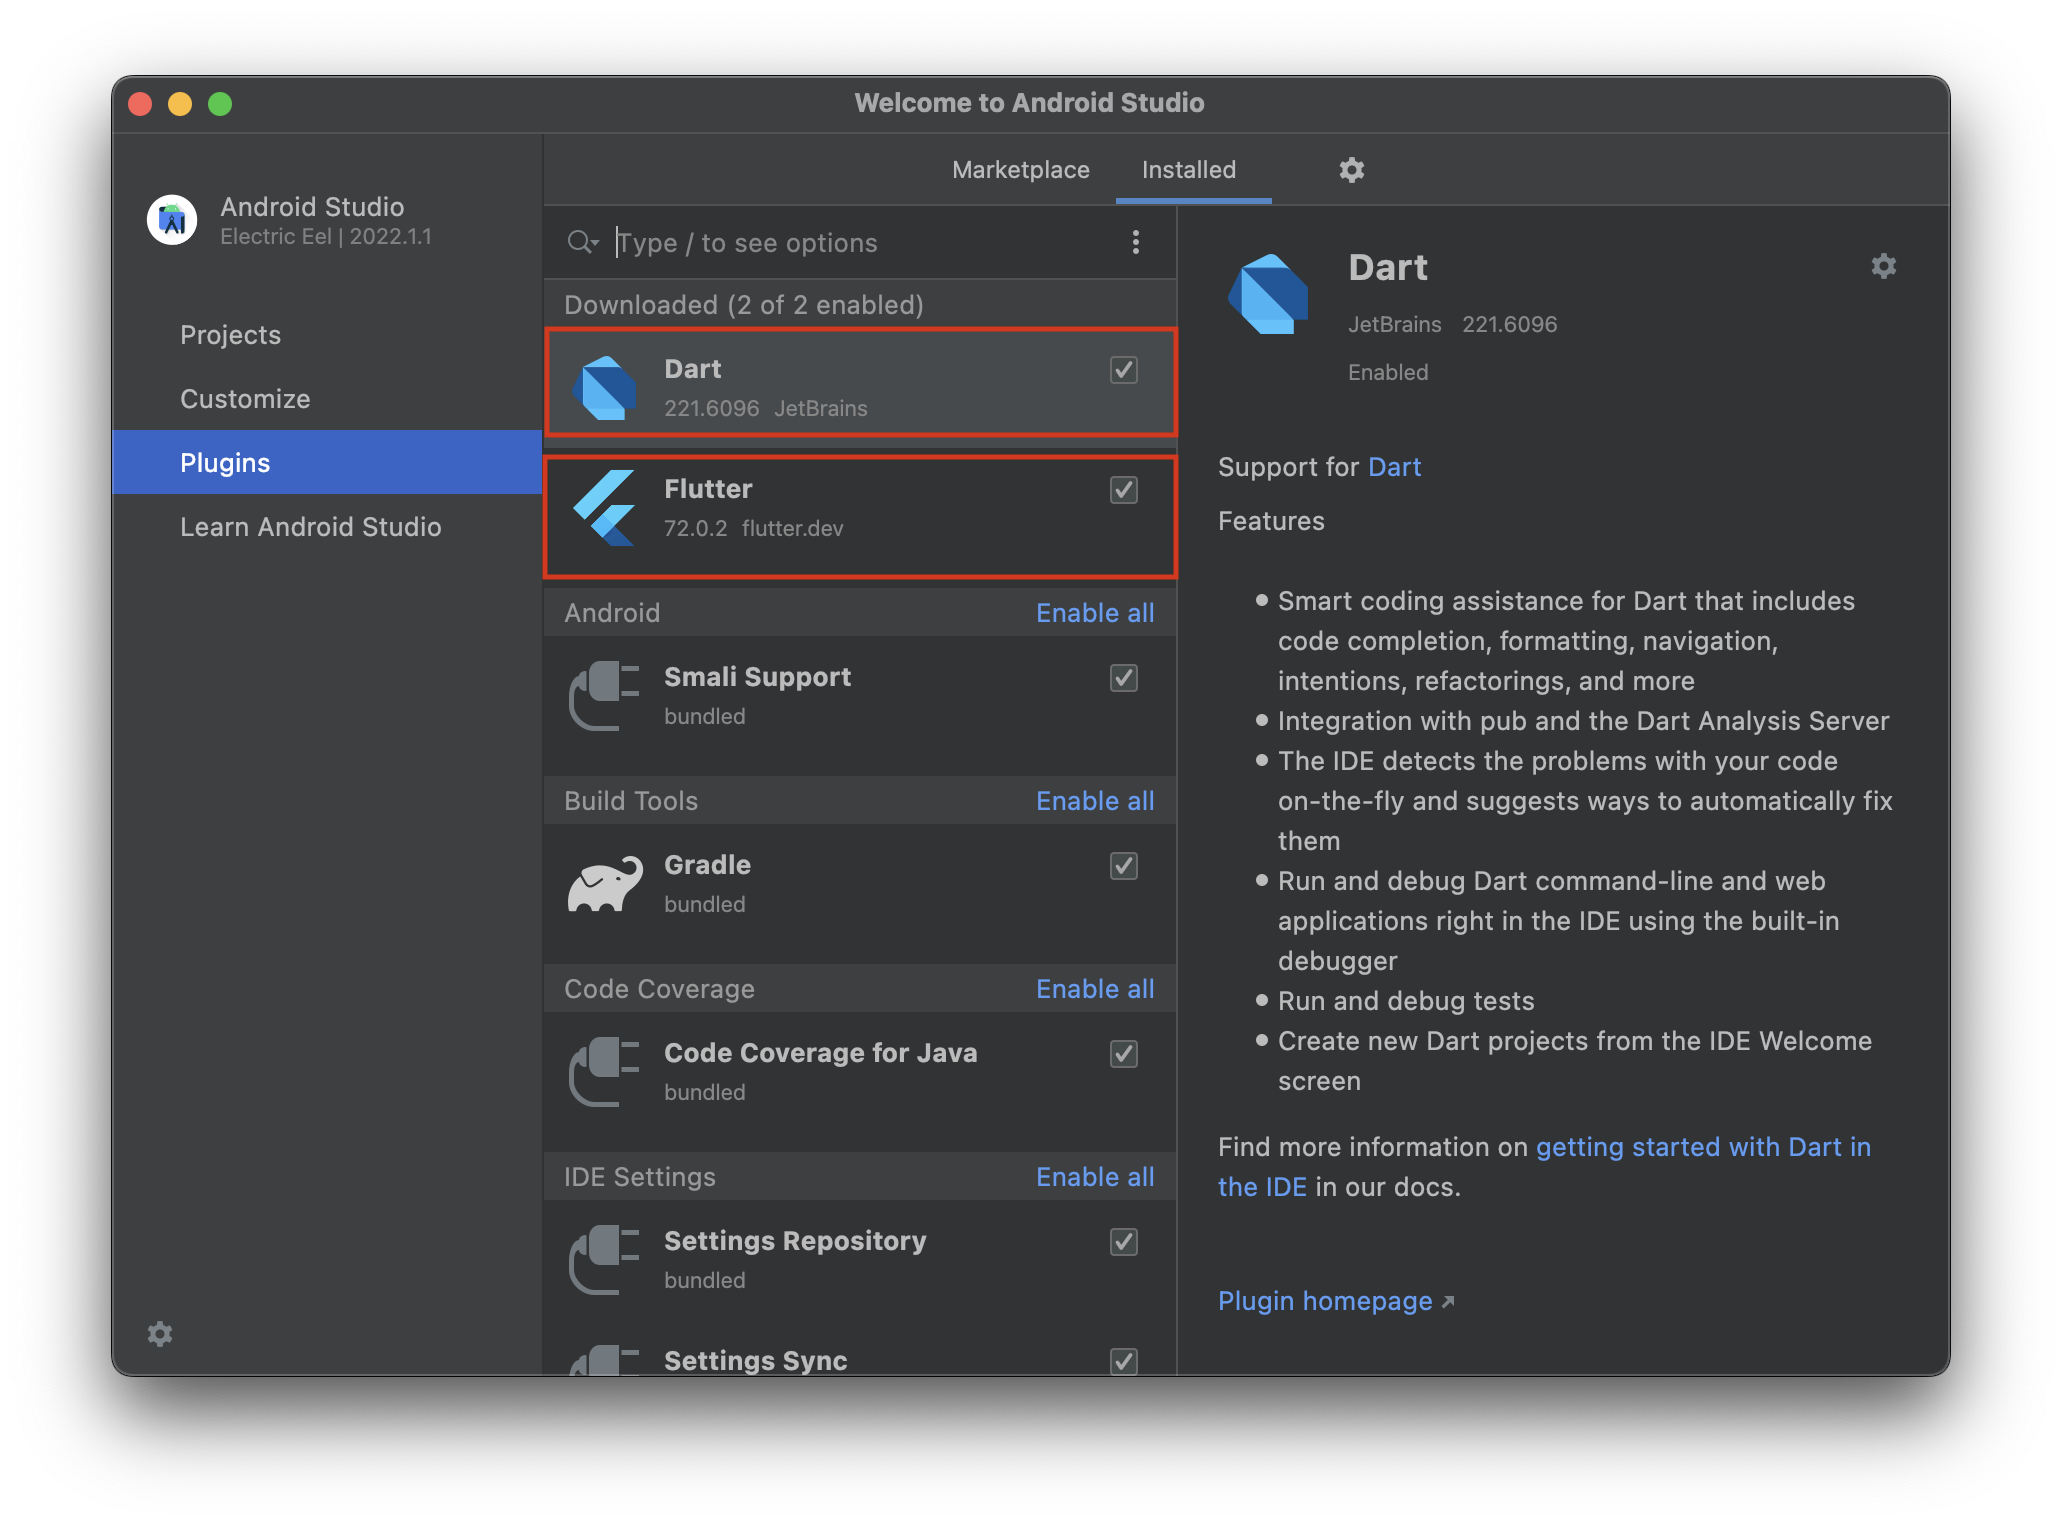 Welcome to Android Studio
Android Studio
Electric Eel | 2022.1.1
Projects
Customize
Plugins
Learn Android Studio
Marketplace
Installed
Type / to see options
Downloaded (2 of 2 enabled)
Dart
221.6096 JetBrains
Flutter
72.0.2 flutter.dev
Android Enable all
Smali Support
bundled
Build Tools Enable all
Gradle
bundled
Code Coverage Enable all
Code Coverage for Java
bundled
IDE Settings Enable all
Settings Repository
bundled
Settings Sync
Dart
JetBrains 221.6096
Enabled
Support for Dart
Features
Smart coding assistance for Dart that includes
code completion, formatting, navigation,
intentions, refactorings, and more
Integration with pub and the Dart Analysis Server
The IDE detects the problems with your code
on-the-fly and suggests ways to automatically fix
them
Run and debug Dart command-line and web
applications right in the IDE using the built-in
debugger
Run and debug tests
Create new Dart projects from the IDE Welcome
screen
Find more information on getting started with Dart in
the IDE in our docs.
Plugin homepage